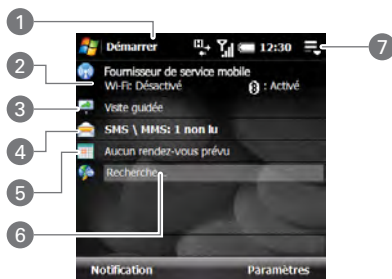 1
Démarrer 12:30
7
2
Fournisseur de service mobile
Wi-Fi: Désactivé : Activé
3
Visite guidée
4
SMS \ MMS: 1 non lu
5
Aucun rendez-vous prévu
Recherche...
6
Notification Paramètres